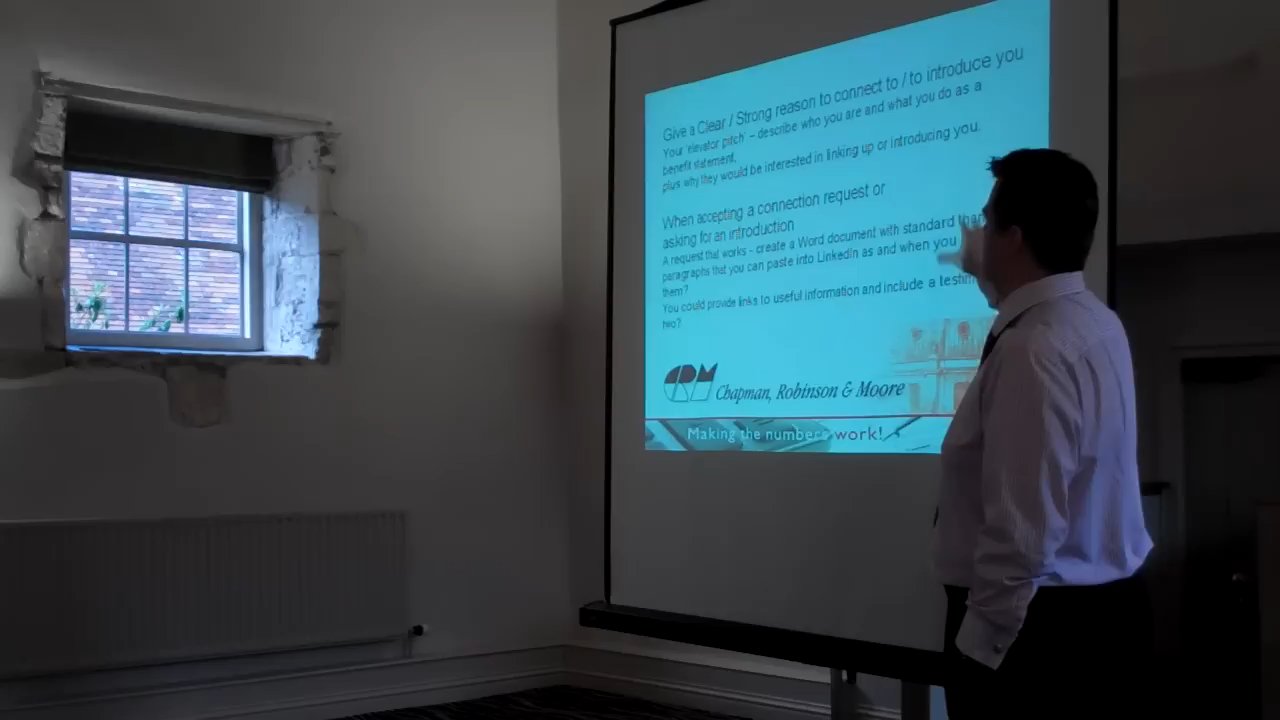 Give a Clear / Strong reason to connect to / to introduce you
Your 'elevator pitch' – describe who you are and what you do as a
benefit statement,
plus why they would be interested in linking up or introducing you.
When accepting a connection request or
asking for an introduction
A request that works - create a Word document with standard
paragraphs that you can paste into LinkedIn as and when you
them?
You could provide links to useful information and include a
two?
CRM Chapman, Robinson & Moore
Making the numbers work!